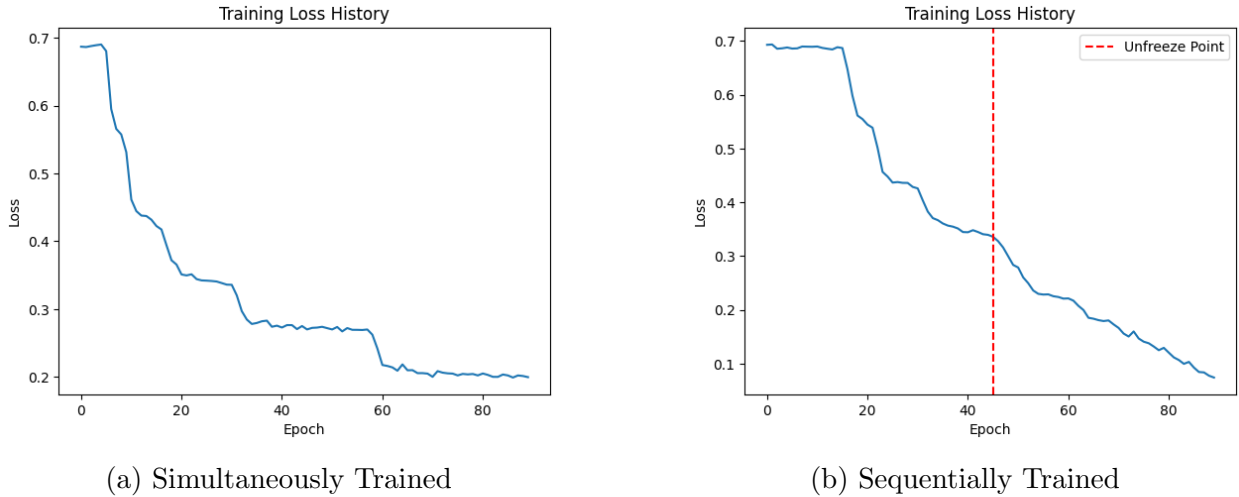 Training Loss History
0.7
0.6
0.5
0.4
0.3
0.2
Loss
0 20 40 60 80
Epoch
(a) Simultaneously Trained
Training Loss History
Unfreeze Point
0.7
0.6
0.5
0.4
0.3
0.2
0.1
Loss
0 20 40 60 80
Epoch
(b) Sequentially Trained